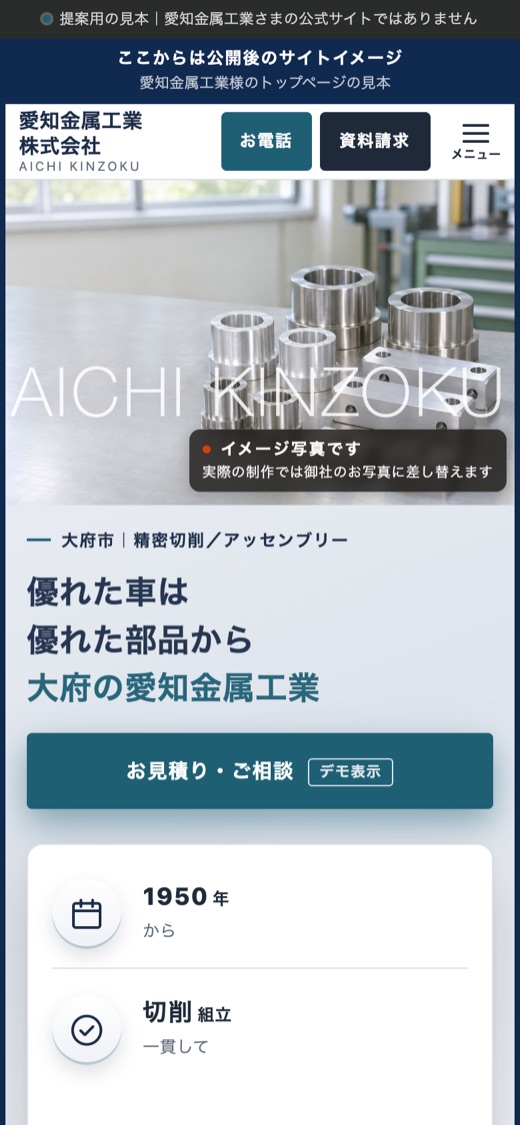 提案用の見本｜愛知金属工業さまの公式サイトではありません
ここからは公開後のサイトイメージ
愛知金属工業様のトップページの見本
愛知金属工業
株式会社
AICHI KINZOKU
お電話
資料請求
メニュー
AICHI KINZOKU
イメージ写真です
実際の制作では御社のお写真に差し替えます
大府市｜精密切削／アッセンブリー
優れた車は
優れた部品から
大府の愛知金属工業
お見積り・ご相談 デモ表示
1950 年
から
切削 組立
一貫して